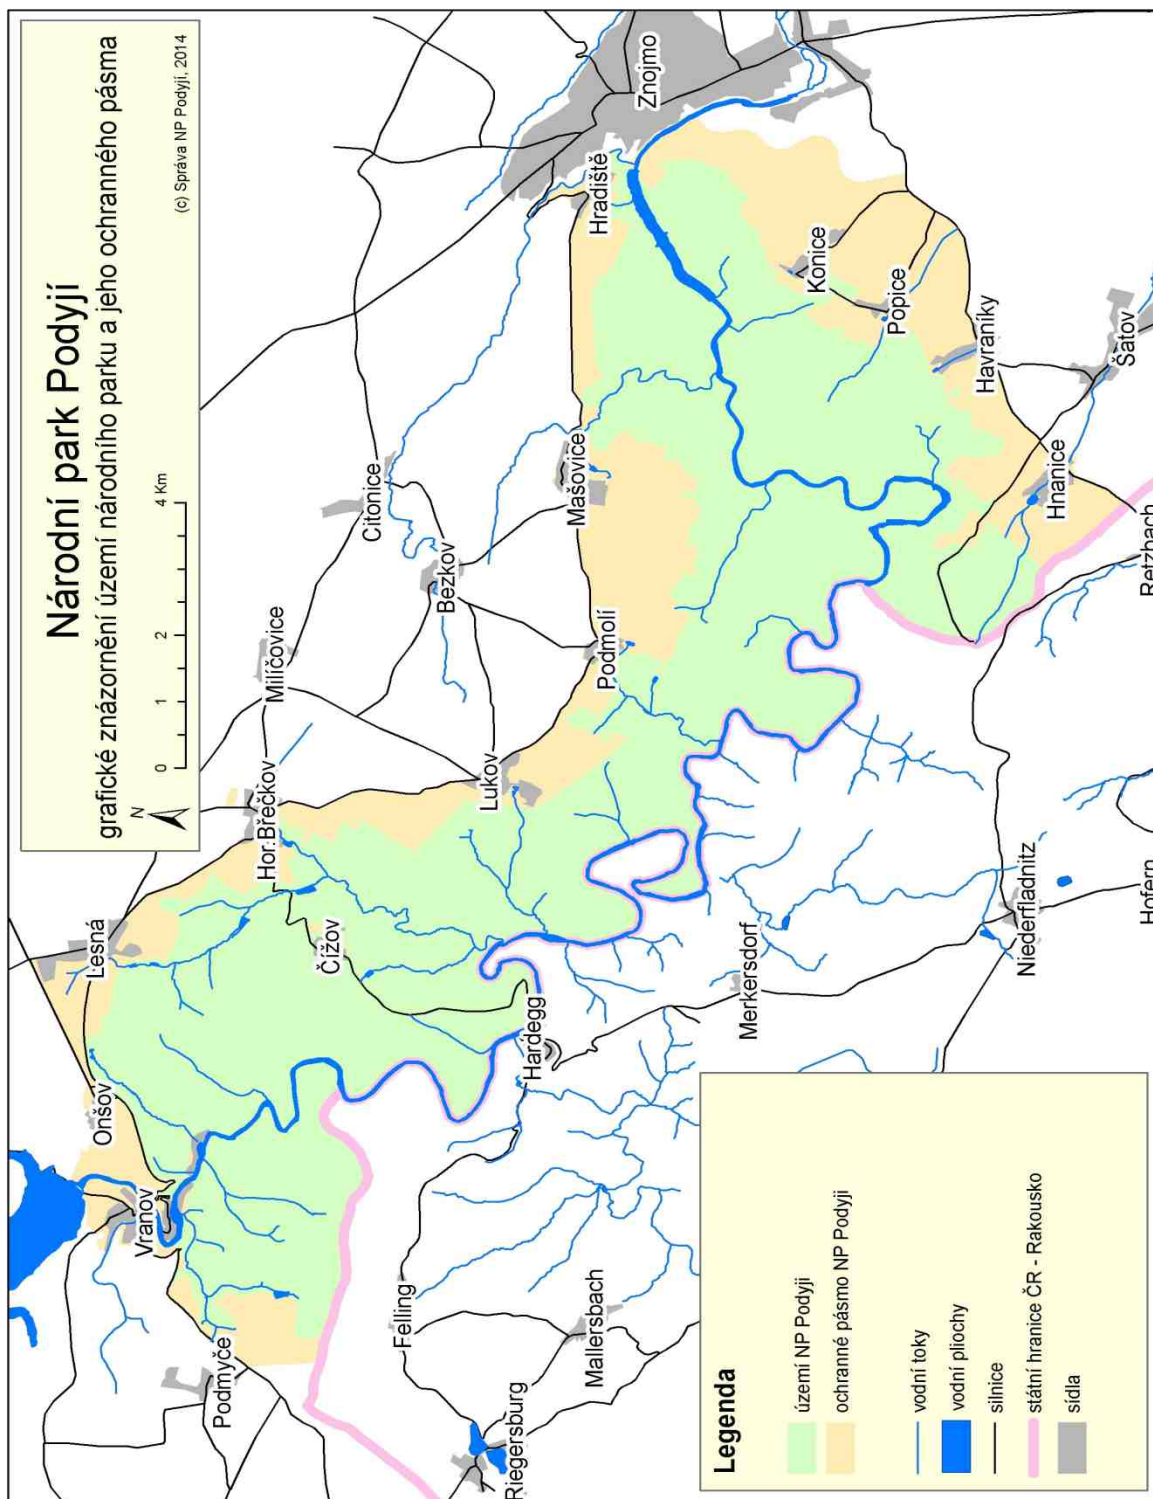 Národní park Podyjí
grafické znázornění území národního parku a jeho ochranného pásma
(c) Správa NP Podyjí, 2014
N
0 1 2 4 Km
Lesná
Onšov
Vranov
Podmyče
Hor.Břečkov
Milíčovice
Citonice
Znojmo
Čížov
Lukov
Bezkov
Mašovice
Hradiště
Podmolí
Konice
Popice
Havraníky
Šatov
Hnanice
Retzbach
Hardegg
Felling
Riegersburg
Mallersbach
Merkersdorf
Niederfladnitz
Hofern
Legenda
území NP Podyjí
ochranné pásmo NP Podyjí
vodní toky
vodní pliochy
silnice
státní hranice ČR - Rakousko
sídla